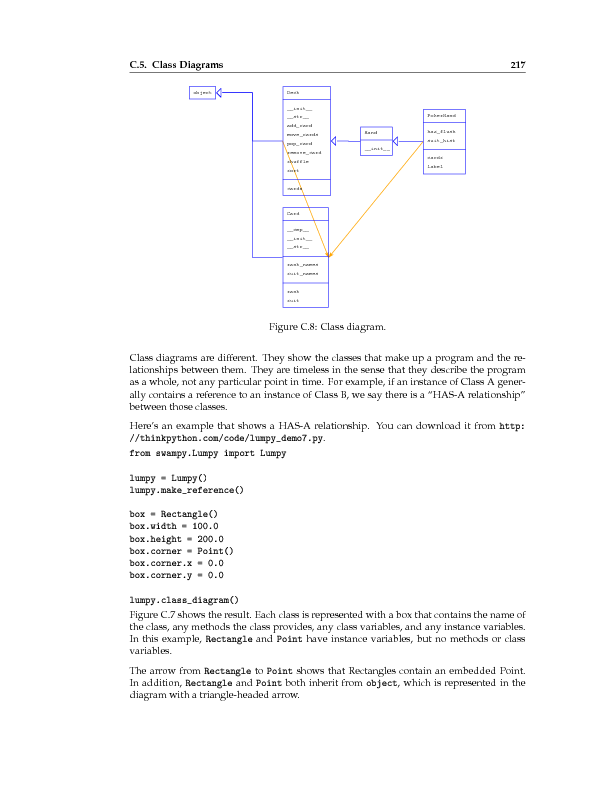 C.5. Class Diagrams 217
object
Deck
__init__
__str__
add_card
move_cards
pop_card
remove_card
shuffle
sort
cards
Hand
__init__
PokerHand
has_flush
suit_hist
cards
label
Card
__cmp__
__init__
__str__
rank_names
suit_names
rank
suit
Figure C.8: Class diagram.
Class diagrams are different. They show the classes that make up a program and the re-
lationships between them. They are timeless in the sense that they describe the program
as a whole, not any particular point in time. For example, if an instance of Class A gener-
ally contains a reference to an instance of Class B, we say there is a “HAS-A relationship”
between those classes.
Here’s an example that shows a HAS-A relationship. You can download it from http:
//thinkpython.com/code/lumpy_demo7.py.
from swampy.Lumpy import Lumpy
lumpy = Lumpy()
lumpy.make_reference()
box = Rectangle()
box.width = 100.0
box.height = 200.0
box.corner = Point()
box.corner.x = 0.0
box.corner.y = 0.0
lumpy.class_diagram()
Figure C.7 shows the result. Each class is represented with a box that contains the name of
the class, any methods the class provides, any class variables, and any instance variables.
In this example, Rectangle and Point have instance variables, but no methods or class
variables.
The arrow from Rectangle to Point shows that Rectangles contain an embedded Point.
In addition, Rectangle and Point both inherit from object, which is represented in the
diagram with a triangle-headed arrow.